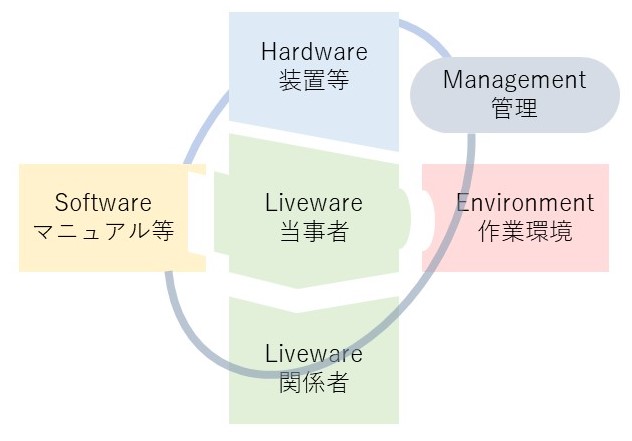 Hardware
装置等
Management
管理
Software
マニュアル等
Liveware
当事者
Environment
作業環境
Liveware
関係者